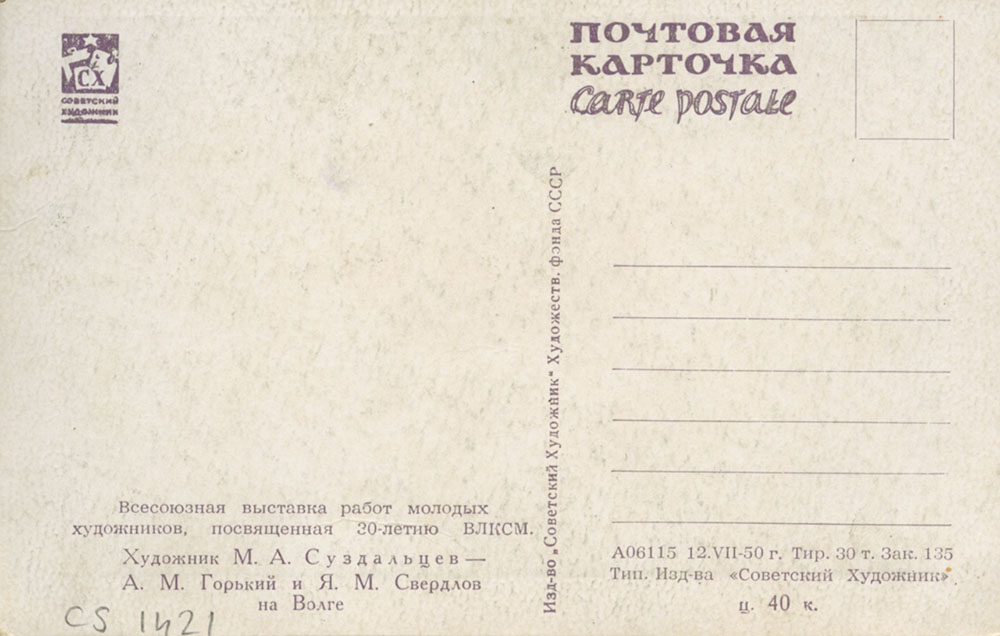 СХ
СОВЕТСКИЙ
ХУДОЖНИК
ПОЧТОВАЯ
КАРТОЧКА
CARTE POSTALE
Изд-во „Советский Художник“ Художеств. фонда СССР
Всесоюзная выставка работ молодых
художников, посвященная 30-летию ВЛКСМ.
Художник М. А. Суздальцев—
А. М. Горький и Я. М. Свердлов
на Волге
А06115 12.VII-50 г. Тир. 30 т. Зак. 135
Тип. Изд-ва «Советский Художник»
ц. 40 к.
CS 1421